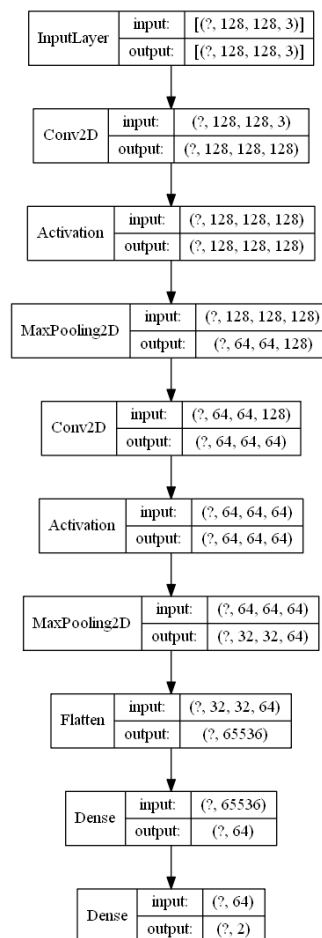 InputLayer input: [(?, 128, 128, 3)]
output: [(?, 128, 128, 3)]
Conv2D input: (?, 128, 128, 3)
output: (?, 128, 128, 128)
Activation input: (?, 128, 128, 128)
output: (?, 128, 128, 128)
MaxPooling2D input: (?, 128, 128, 128)
output: (?, 64, 64, 128)
Conv2D input: (?, 64, 64, 128)
output: (?, 64, 64, 64)
Activation input: (?, 64, 64, 64)
output: (?, 64, 64, 64)
MaxPooling2D input: (?, 64, 64, 64)
output: (?, 32, 32, 64)
Flatten input: (?, 32, 32, 64)
output: (?, 65536)
Dense input: (?, 65536)
output: (?, 64)
Dense input: (?, 64)
output: (?, 2)